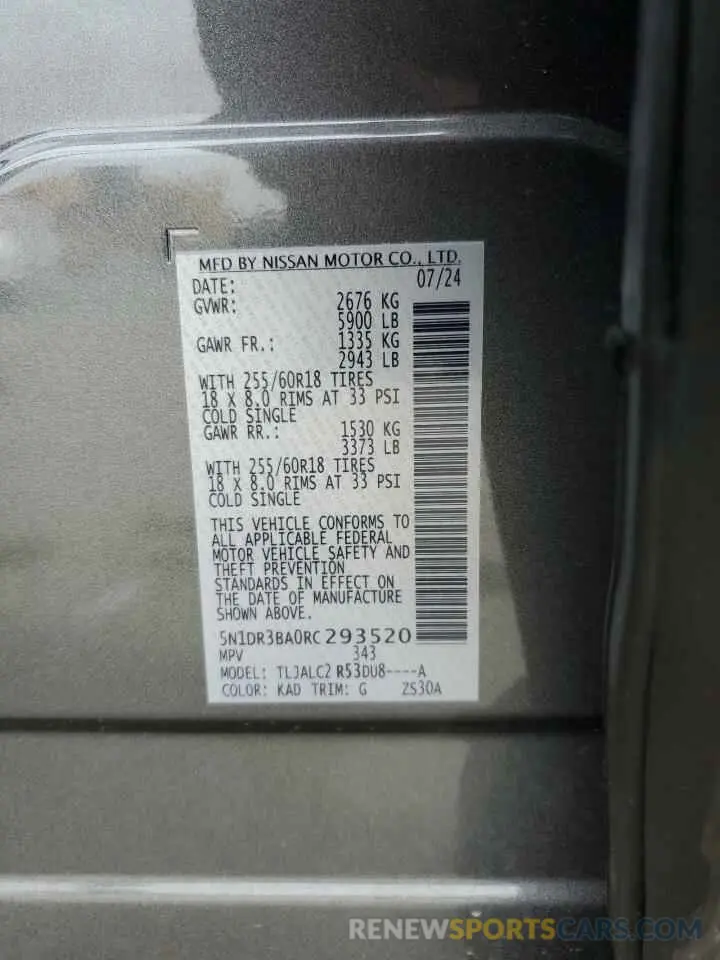 MFD BY NISSAN MOTOR CO., LTD.
DATE: 07/24
GVWR: 2676 KG
5900 LB
GAWR FR.: 1335 KG
2943 LB
WITH 255/60R18 TIRES
18 X 8.0 RIMS AT 33 PSI
COLD SINGLE
GAWR RR.: 1530 KG
3373 LB
WITH 255/60R18 TIRES
18 X 8.0 RIMS AT 33 PSI
COLD SINGLE
THIS VEHICLE CONFORMS TO
ALL APPLICABLE FEDERAL
MOTOR VEHICLE SAFETY AND
THEFT PREVENTION
STANDARDS IN EFFECT ON
THE DATE OF MANUFACTURE
SHOWN ABOVE.
5N1DR3BA0RC293520
MPV 343
MODEL: TLJALC2 R53DU8----A
COLOR: KAD TRIM: G ZS30A
RENEWSPORTSCARS.COM